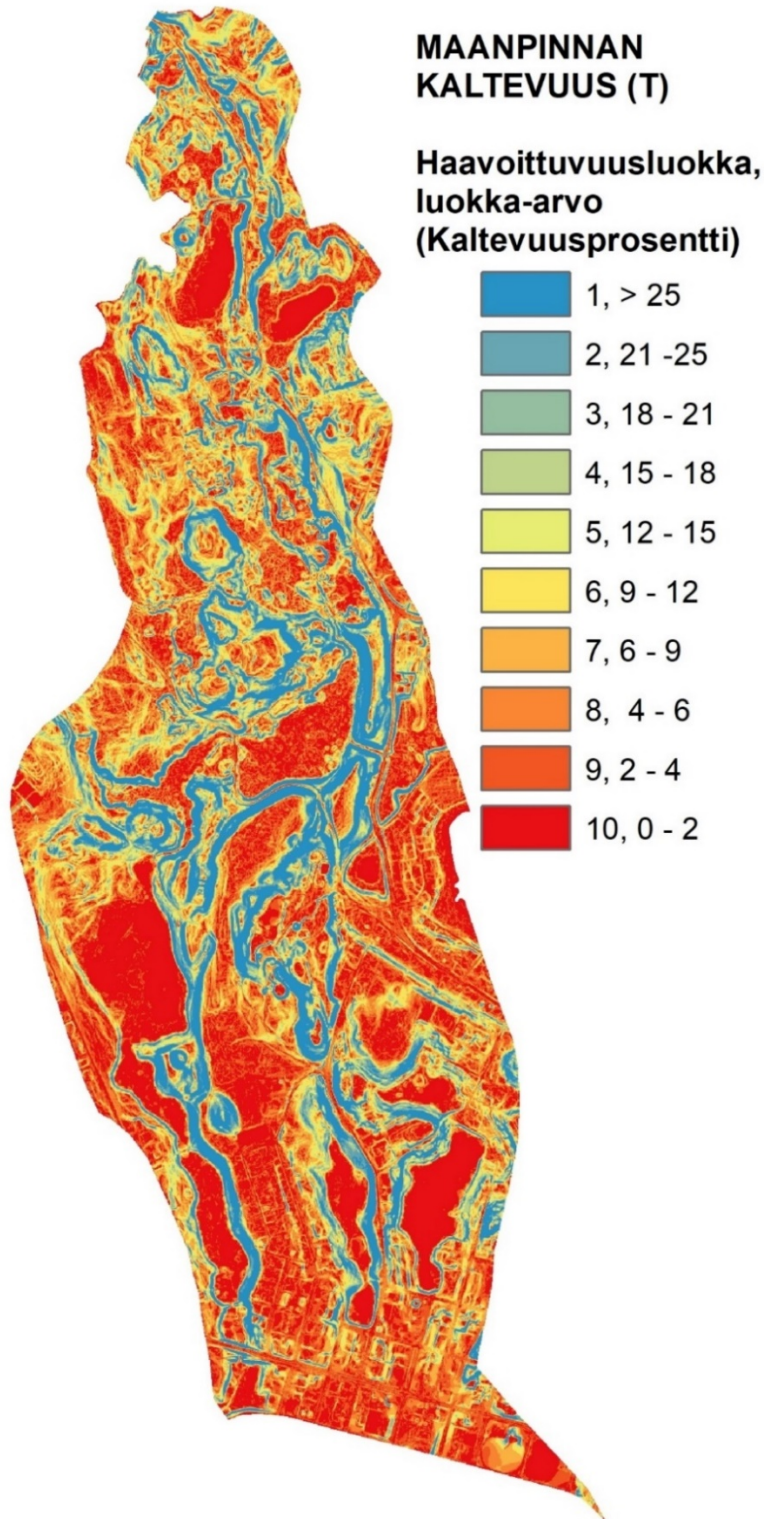 MAANPINNAN
KALTEVUUS (T)
Haavoittuvuusluokka,
luokka-arvo
(Kaltevuusprosentti)
1, > 25
2, 21 -25
3, 18 - 21
4, 15 - 18
5, 12 - 15
6, 9 - 12
7, 6 - 9
8,  4 - 6
9, 2 - 4
10, 0 - 2